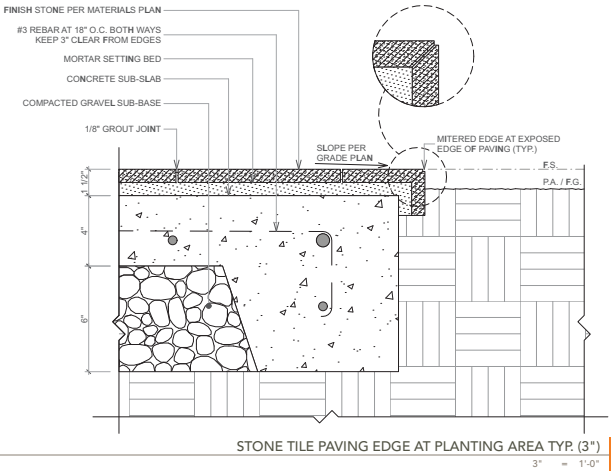 FINISH STONE PER MATERIALS PLAN
#3 REBAR AT 18" O.C. BOTH WAYS
KEEP 3" CLEAR FROM EDGES
MORTAR SETTING BED
CONCRETE SUB-SLAB
COMPACTED GRAVEL SUB-BASE
1/8" GROUT JOINT
SLOPE PER
GRADE PLAN
MITERED EDGE AT EXPOSED
EDGE OF PAVING (TYP.)
F.S.
P.A. / F.G.
1 1/2"
4"
6"
STONE TILE PAVING EDGE AT PLANTING AREA TYP. (3")
3" = 1'-0"